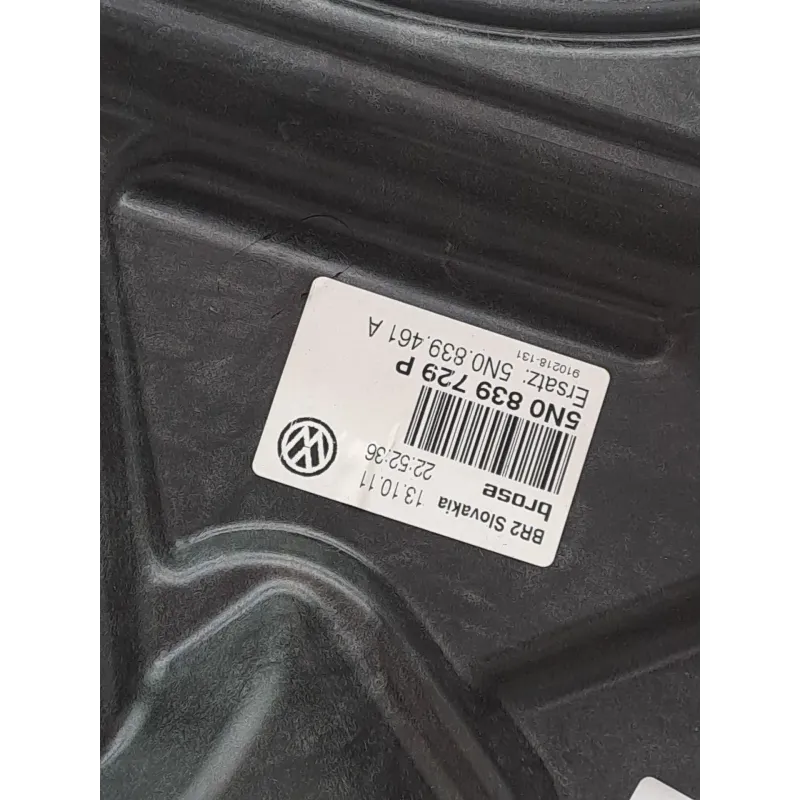 BR2 Slovakia
brose
13.10.11
22:52:36
5N0 839 729 P
Ersatz: 5N0.839.461 A
910218-131